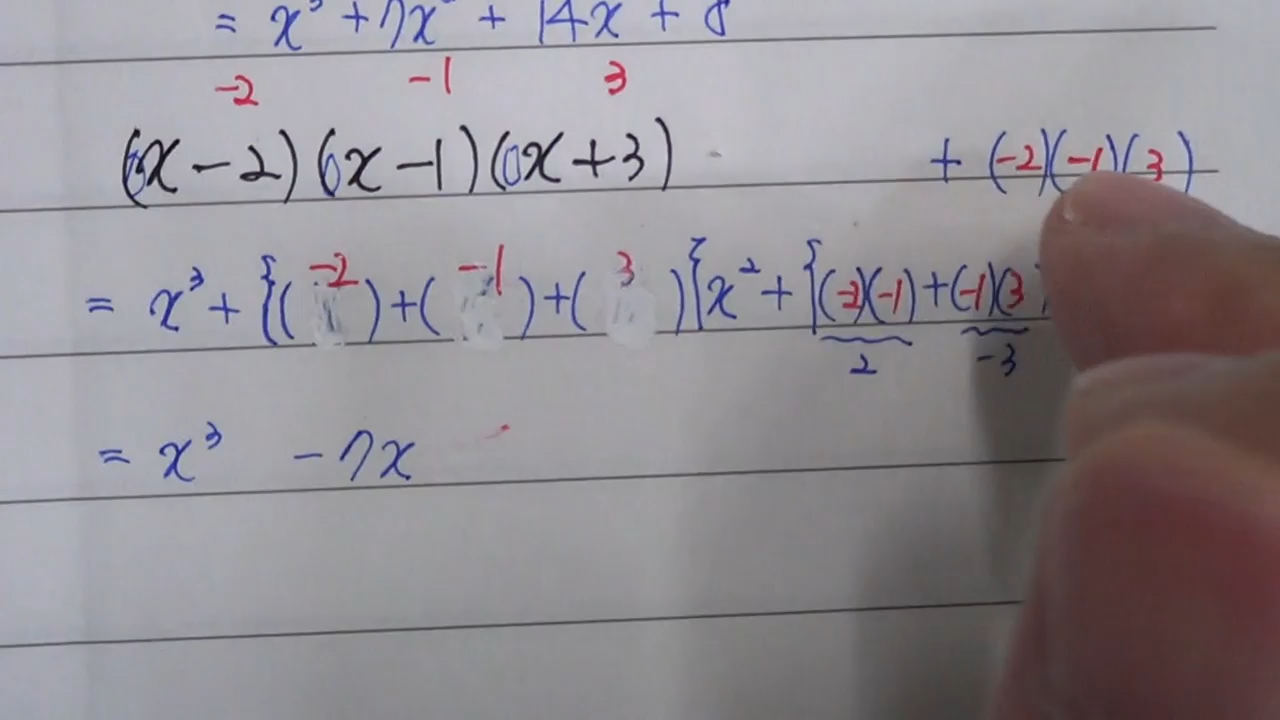 = x³ + 7x² + 14x + 8
-2 -1 3
(x-2)(x-1)(x+3) + (-2)(-1)(3)
= x³ + {(-2)+(-1)+(3)}x² + {(-2)(-1)+(-1)(3
2 -3
= x³ -7x